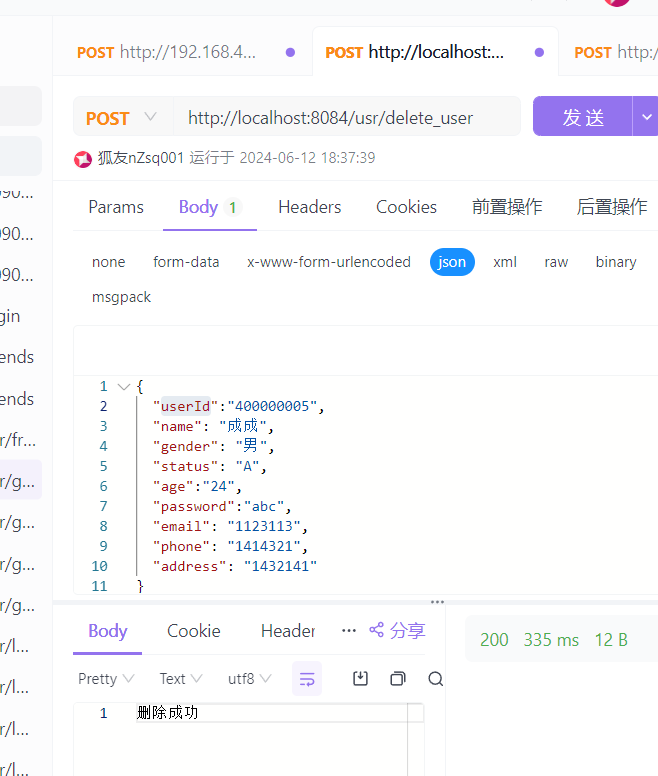 POST http://192.168.4...
POST http://localhost:...
POST http:/
POST http://localhost:8084/usr/delete_user 发 送
狐友nZsq001 运行于 2024-06-12 18:37:39
Params Body 1 Headers Cookies 前置操作 后置操作
none form-data x-www-form-urlencoded json xml raw binary
msgpack
90...
90...
90...
gin
ends
ends
r/fr...
r/g...
r/g...
r/g...
r/g...
r/l...
r/l...
r/l...
r/l...
1 {
2 "userId":"400000005",
3 "name": "成成",
4 "gender": "男",
5 "status": "A",
6 "age":"24",
7 "password":"abc",
8 "email": "1123113",
9 "phone": "1414321",
10 "address": "1432141"
11 }
Body Cookie Header ... 分享
200 335 ms 12 B
Pretty Text utf8
1 删除成功